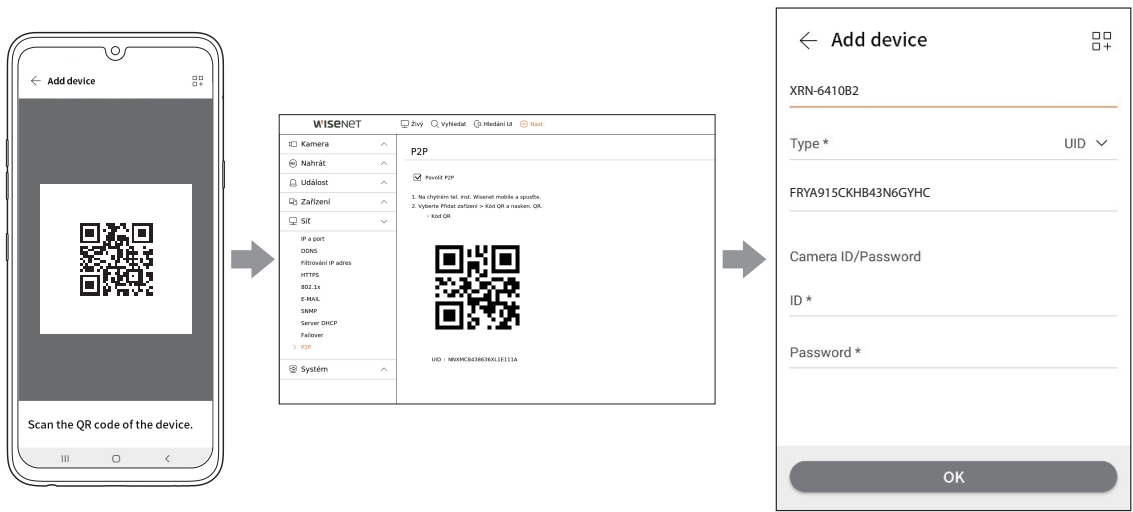 Add device
Scan the QR code of the device.
WISENET
Živý
Vyhledat
Hledání UI
Nast.
Kamera
Nahrát
Událost
Zařízení
Síť
IP a port
DDNS
Filtrování IP adres
HTTPS
802.1x
E-MAIL
SNMP
Server DHCP
Failover
P2P
Systém
P2P
Povolit P2P
1. Na chytrém tel. inst. Wisenet mobile a spusťte.
2. Vyberte Přidat zařízení > Kód QR a nasken. QR.
- Kód QR
UID : NNXMC8438636XL1E111A
Add device
XRN-6410B2
Type *
UID
FRYA915CKHB43N6GYHC
Camera ID/Password
ID *
Password *
OK